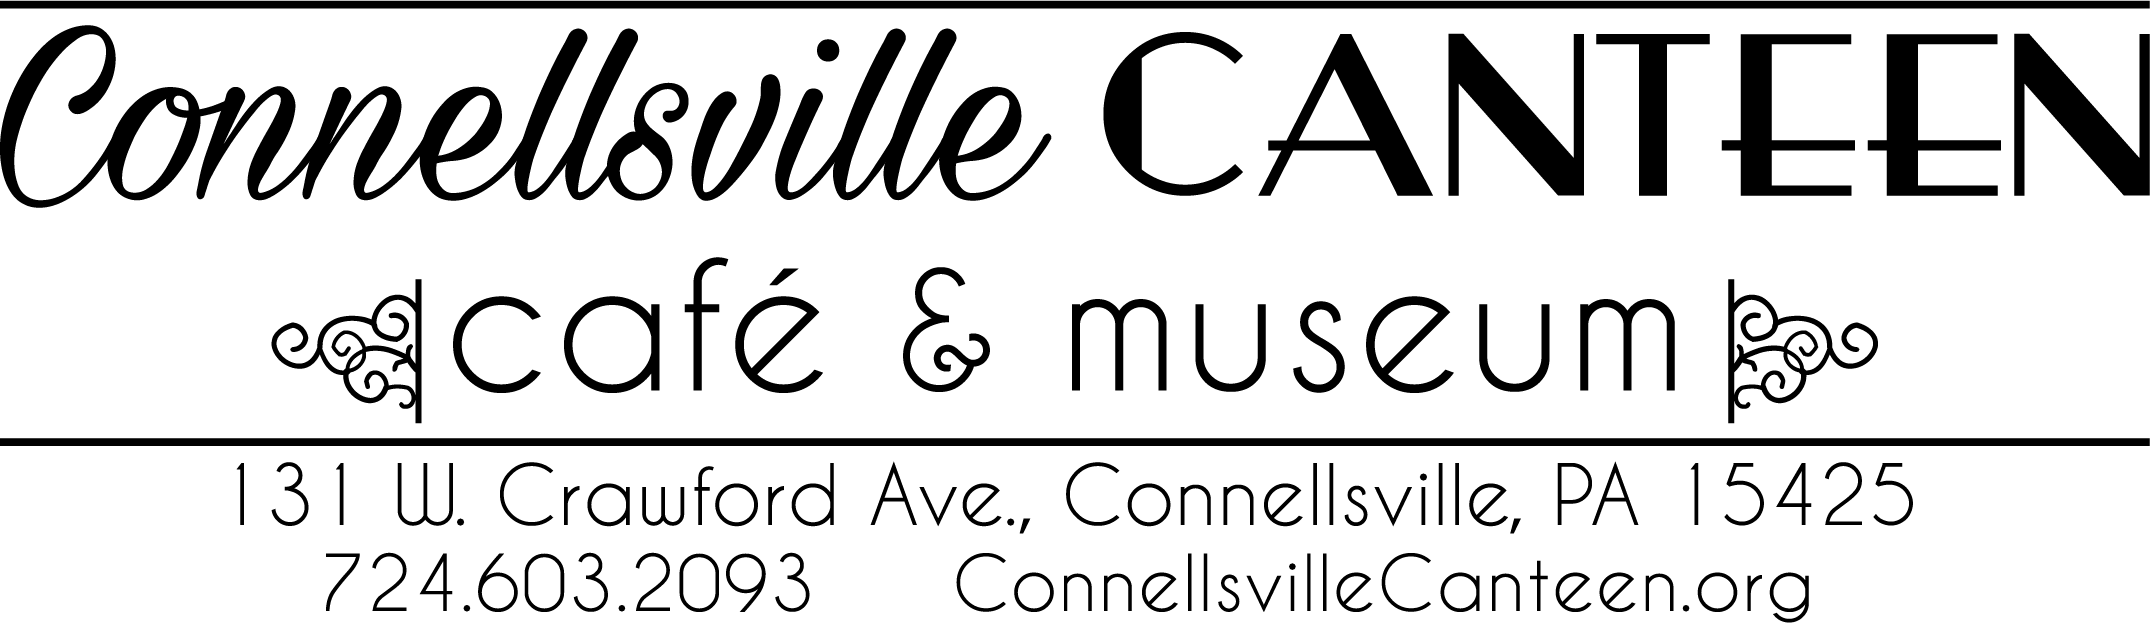 Connellsville CANTEEN
café & museum
131 W. Crawford Ave., Connellsville, PA 15425
724.603.2093 ConnellsvilleCanteen.org